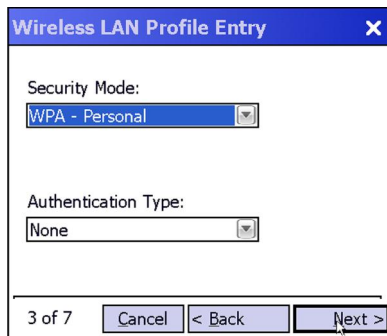 Wireless LAN Profile Entry
Security Mode:
WPA - Personal
Authentication Type:
None
3 of 7 Cancel < Back Next >